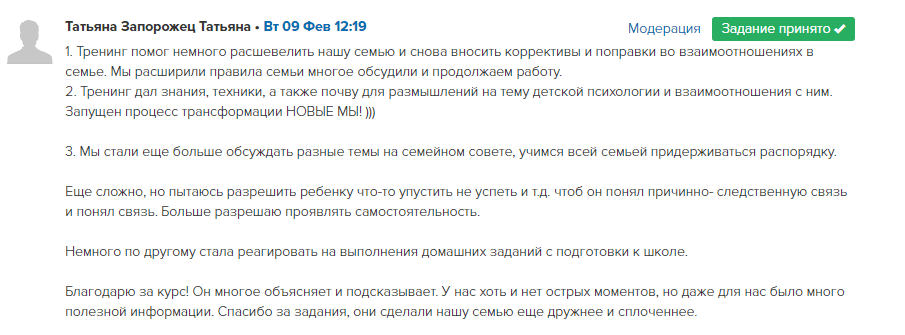 Татьяна Запорожец Татьяна • Вт 09 Фев 12:19
Модерация
Задание принято ✔
1. Тренинг помог немного расшевелить нашу семью и снова вносить коррективы и поправки во взаимоотношениях в
семье. Мы расширили правила семьи многое обсудили и продолжаем работу.
2. Тренинг дал знания, техники, а также почву для размышлений на тему детской психологии и взаимоотношения с ним.
Запущен процесс трансформации НОВЫЕ МЫ! )))
3. Мы стали еще больше обсуждать разные темы на семейном совете, учимся всей семьей придерживаться распорядку.
Еще сложно, но пытаюсь разрешить ребенку что-то упустить не успеть и т.д. чтоб он понял причинно- следственную связь
и понял связь. Больше разрешаю проявлять самостоятельность.
Немного по другому стала реагировать на выполнения домашних заданий с подготовки к школе.
Благодарю за курс! Он многое объясняет и подсказывает. У нас хоть и нет острых моментов, но даже для нас было много
полезной информации. Спасибо за задания, они сделали нашу семью еще дружнее и сплоченнее.